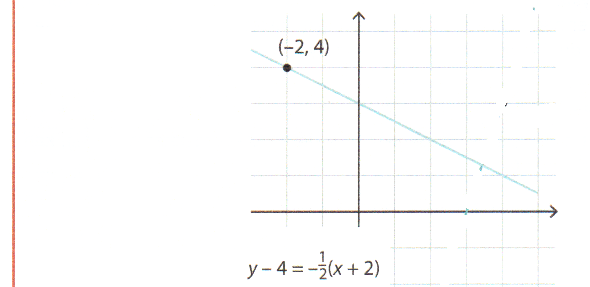 (−2, 4)
y − 4 = −½(x + 2)